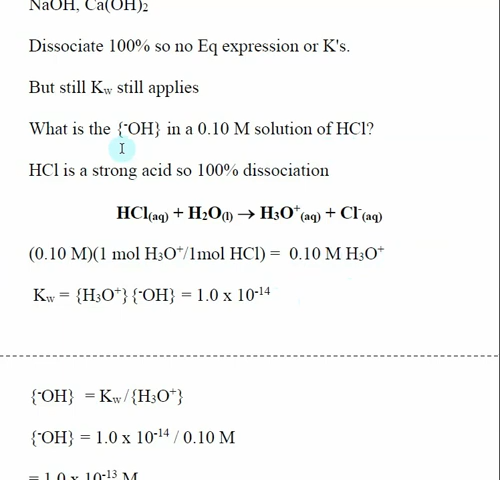 NaOH, Ca(OH)₂
Dissociate 100% so no Eq expression or K's.
But still Kw still applies
What is the {⁻OH} in a 0.10 M solution of HCl?
HCl is a strong acid so 100% dissociation
HCl(aq) + H₂O(l) → H₃O⁺(aq) + Cl⁻(aq)
(0.10 M)(1 mol H₃O⁺/1mol HCl) = 0.10 M H₃O⁺
Kw = {H₃O⁺}{⁻OH} = 1.0 x 10⁻¹⁴
{⁻OH} = Kw/{H₃O⁺}
{⁻OH} = 1.0 x 10⁻¹⁴ / 0.10 M
= 1.0 x 10⁻¹³ M